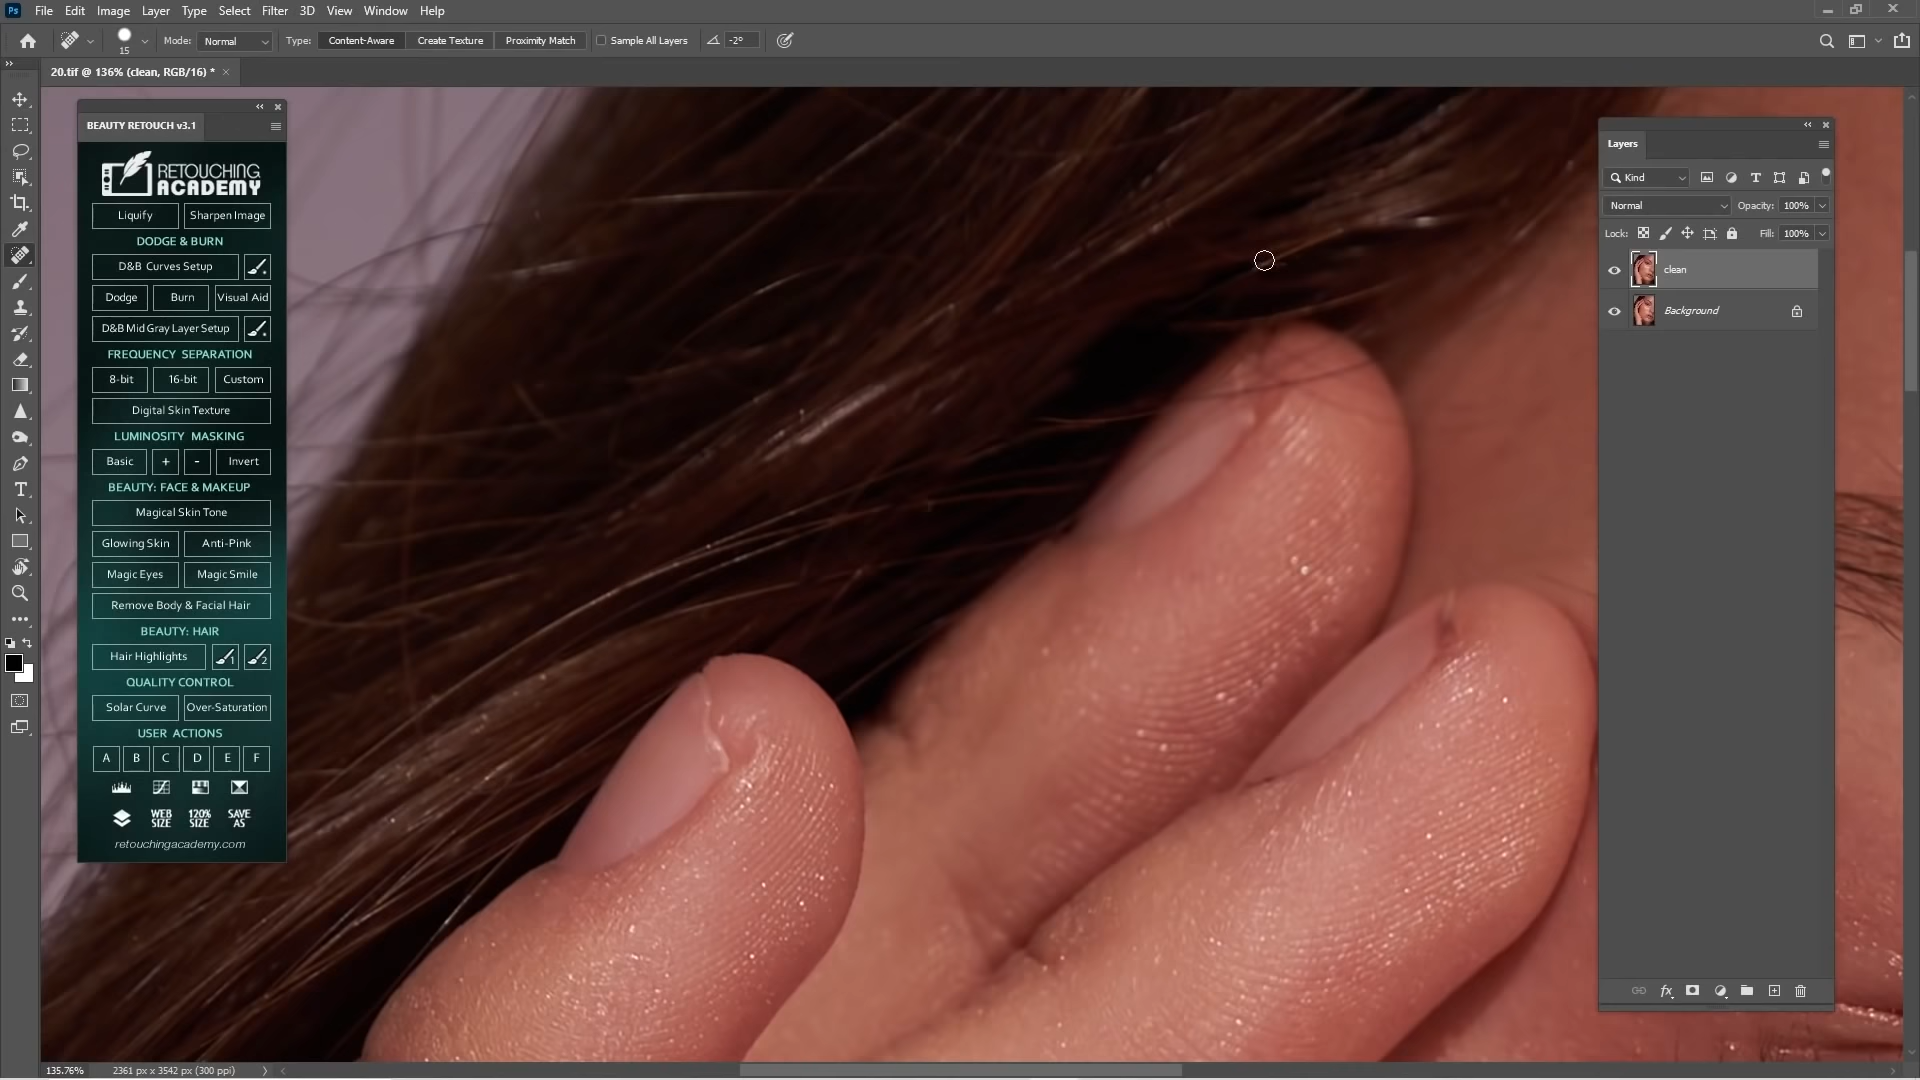 Ps File Edit Image Layer Type Select Filter 3D View Window Help
15 Mode: Normal Type: Content-Aware Create Texture Proximity Match Sample All Layers -2°
20.tif @ 136% (clean, RGB/16) *
BEAUTY RETOUCH v3.1
RETOUCHING
ACADEMY
Liquify Sharpen Image
DODGE & BURN
D&B Curves Setup
Dodge Burn Visual Aid
D&B Mid Gray Layer Setup
FREQUENCY SEPARATION
8-bit 16-bit Custom
Digital Skin Texture
LUMINOSITY MASKING
Basic + - Invert
BEAUTY: FACE & MAKEUP
Magical Skin Tone
Glowing Skin Anti-Pink
Magic Eyes Magic Smile
Remove Body & Facial Hair
BEAUTY: HAIR
Hair Highlights 1 2
QUALITY CONTROL
Solar Curve Over-Saturation
USER ACTIONS
A B C D E F
WEB SIZE 120% SIZE SAVE AS
retouchingacademy.com
Layers
Kind
Normal Opacity: 100%
Lock: Fill: 100%
clean
Background
fx
135.76% 2361 px x 3542 px (300 ppi)